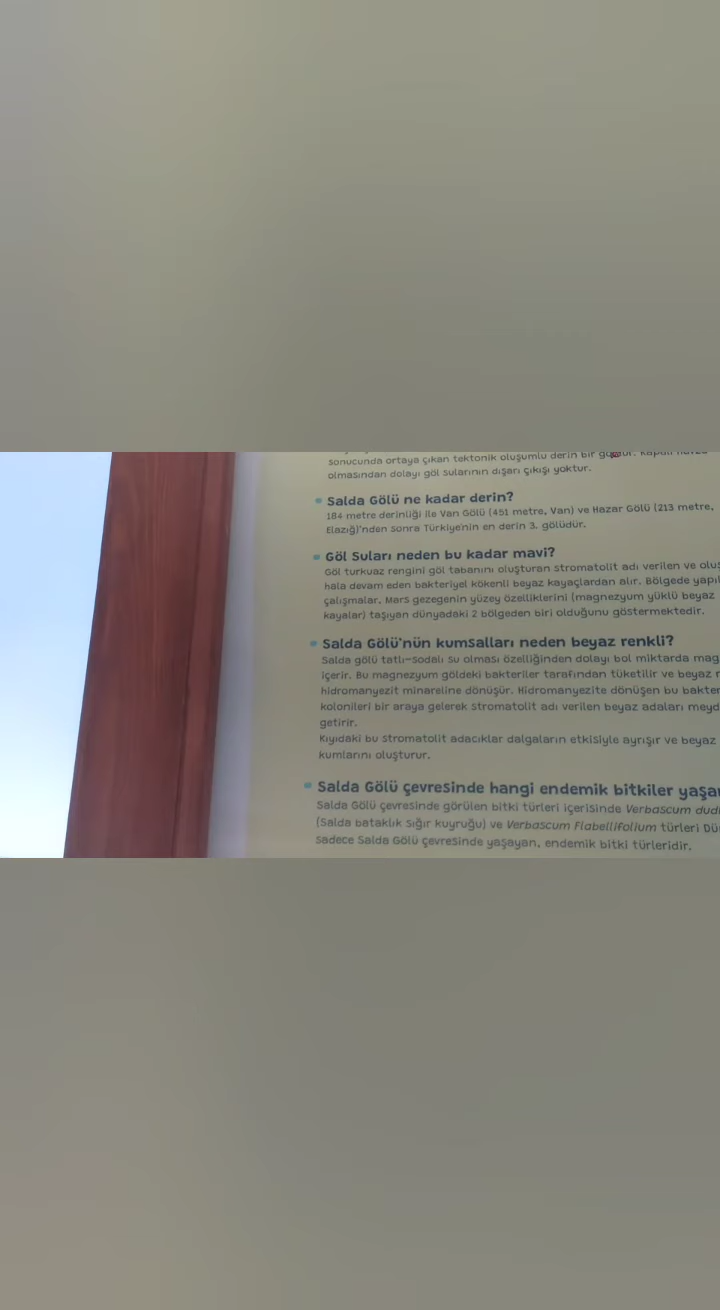 sonucunda ortaya çıkan tektonik oluşumlu derin bir
olmasından dolayı göl sularının dışarı çıkışı yoktur.
Salda Gölü ne kadar derin?
184 metre derinliği ile Van Gölü (451 metre, Van) ve Hazar Gölü (213 metre,
Elazığ)'nden sonra Türkiye'nin en derin 3. gölüdür.
Göl Suları neden bu kadar mavi?
Göl turkuaz rengini göl tabanını oluşturan stromatolit adı verilen ve
hala devam eden bakteriyel kökenli beyaz kayaçlardan alır. Bölgede
çalışmalar, Mars gezegenin yüzey özelliklerini (magnezyum yüklü beyaz
kayalar) taşıyan dünyadaki 2 bölgeden biri olduğunu göstermektedir.
Salda Gölü'nün kumsalları neden beyaz renkli?
Salda gölü tatlı-sodalı su olması özelliğinden dolayı bol miktarda
içerir. Bu magnezyum göldeki bakteriler tarafından tüketilir ve beyaz
hidromanyezit minareline dönüşür. Hidromanyezite dönüşen bu
kolonileri bir araya gelerek stromatolit adı verilen beyaz adaları
getirir.
Kıyıdaki bu stromatolit adacıklar dalgaların etkisiyle ayrışır ve beyaz
kumlarını oluşturur.
Salda Gölü çevresinde hangi endemik bitkiler
Salda Gölü çevresinde görülen bitki türleri içerisinde Verbascum
(Salda bataklık sığır kuyruğu) ve Verbascum Flabellifolium türleri
sadece Salda Gölü çevresinde yaşayan, endemik bitki türleridir.